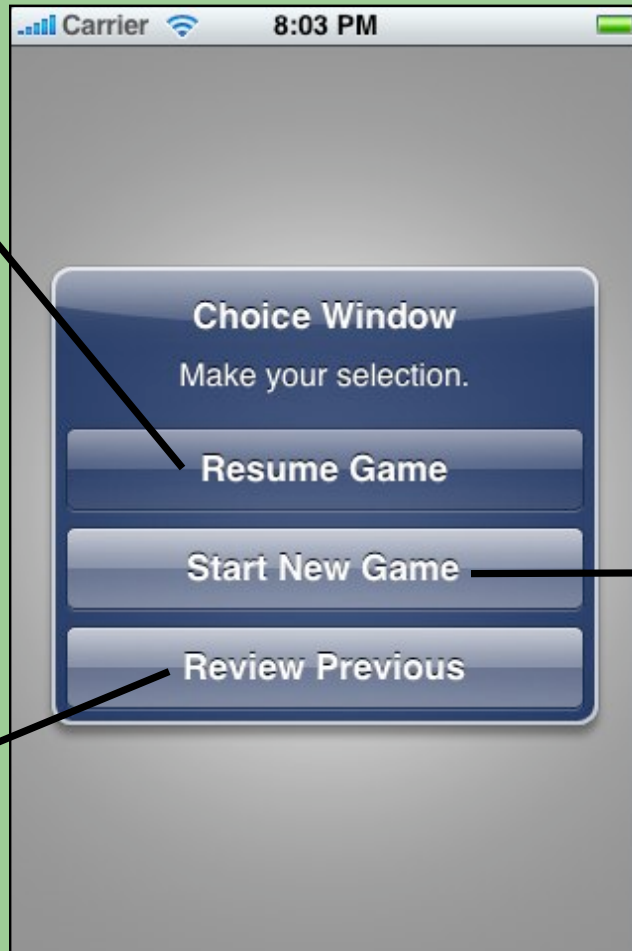 Carrier 8:03 PM
Choice Window
Make your selection.
Resume Game
Start New Game
Review Previous